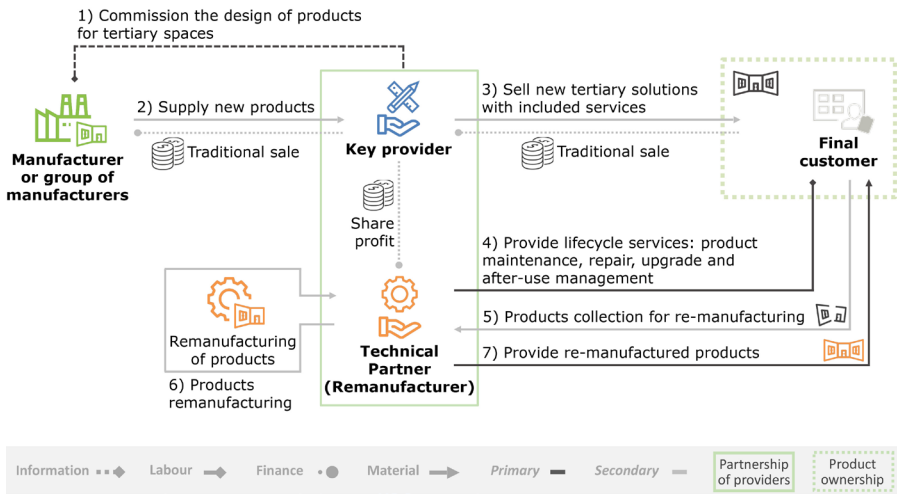 1) Commission the design of products
for tertiary spaces
2) Supply new products
Traditional sale
3) Sell new tertiary solutions
with included services
Traditional sale
Manufacturer
or group of
manufacturers
Key provider
Final
customer
Share
profit
4) Provide lifecycle services: product
maintenance, repair, upgrade and
after-use management
5) Products collection for re-manufacturing
7) Provide re-manufactured products
Remanufacturing
of products
6) Products
remanufacturing
Technical
Partner
(Remanufacturer)
Information
Labour
Finance
Material
Primary
Secondary
Partnership
of providers
Product
ownership